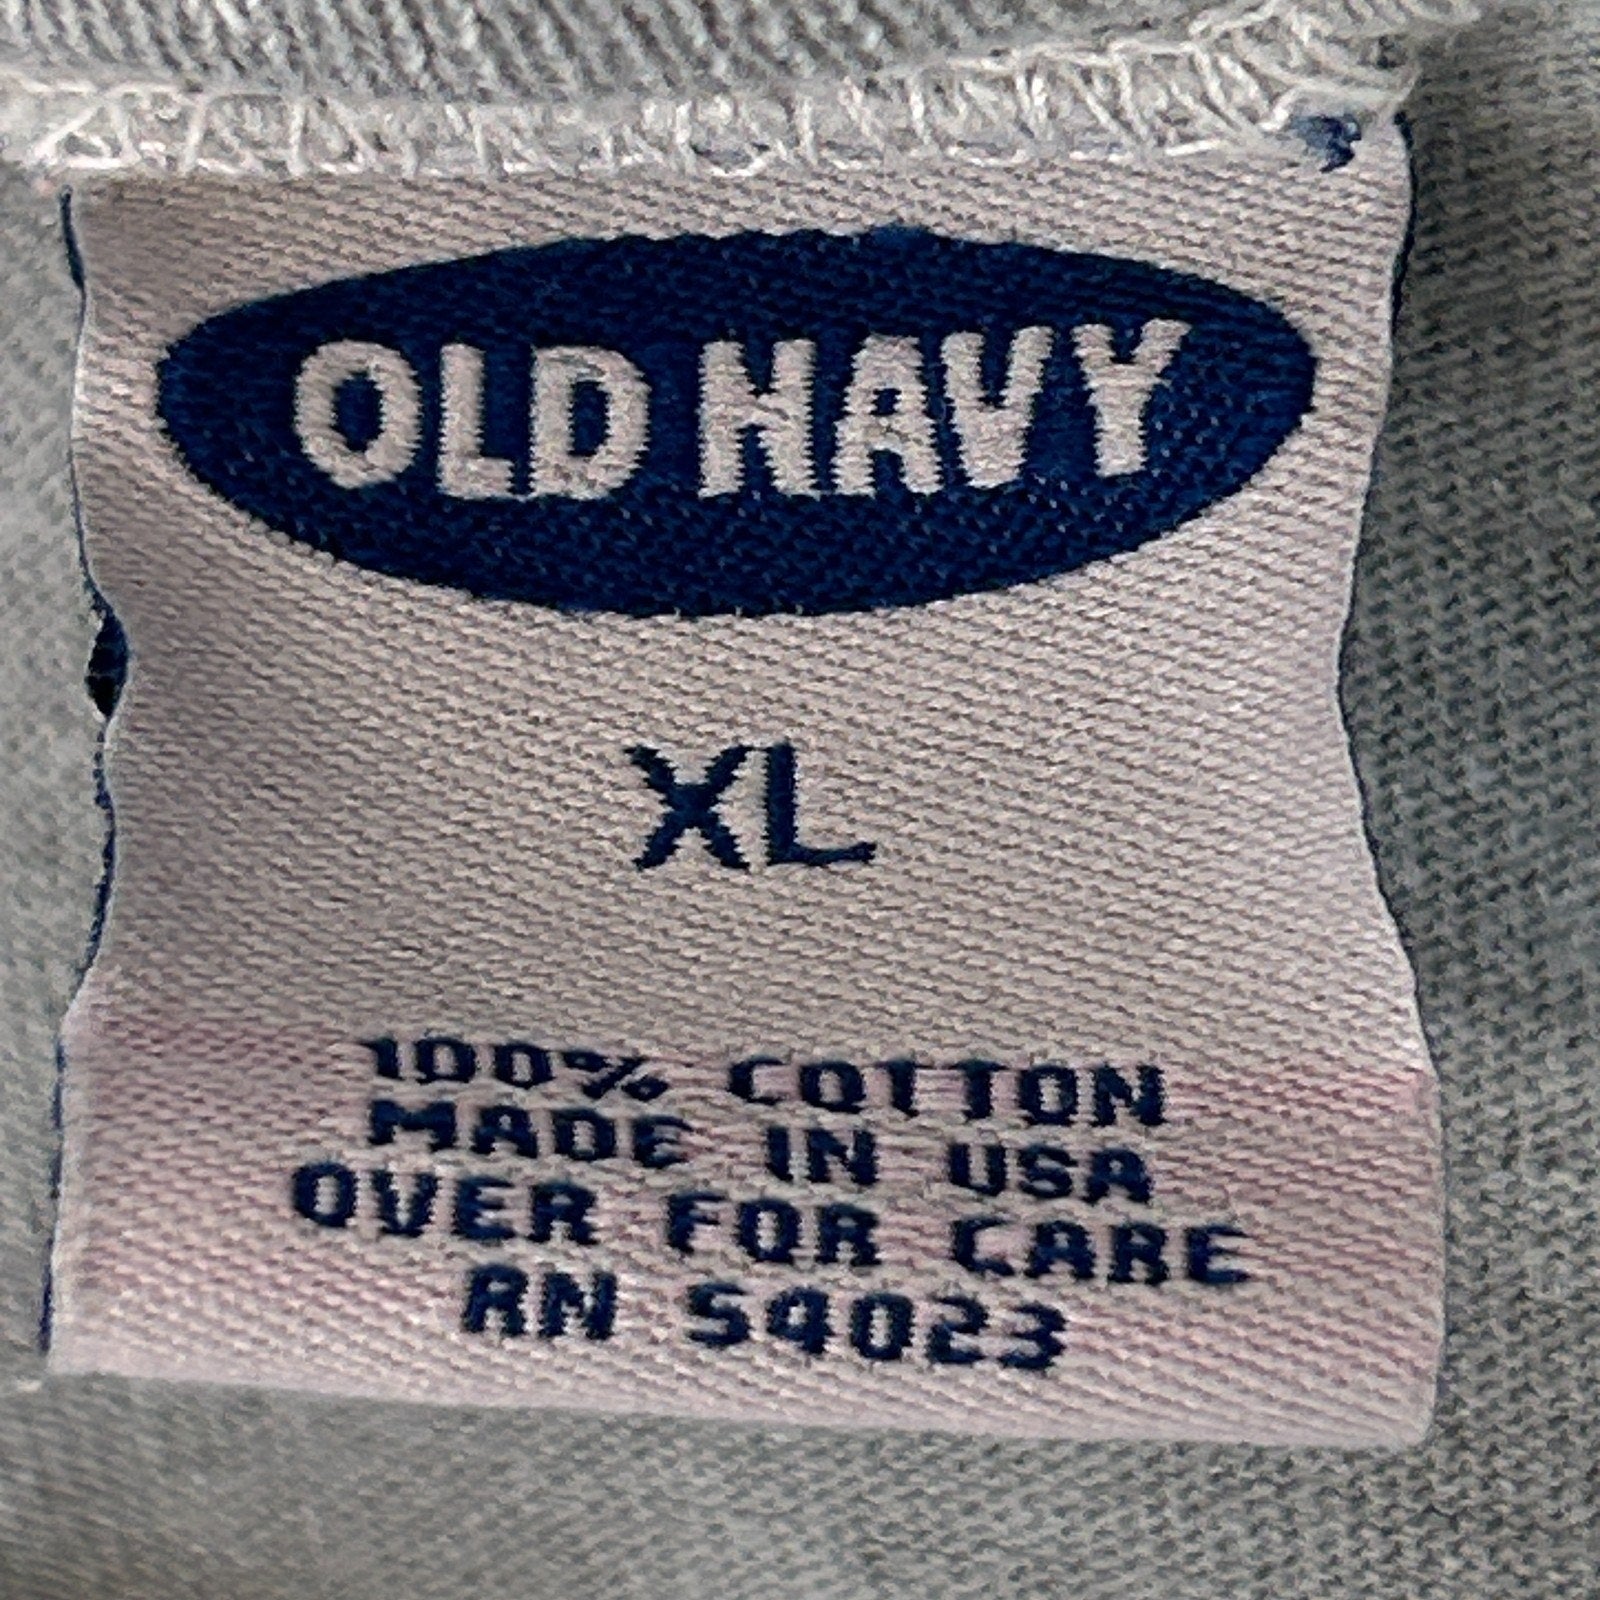 OLD NAVY
XL
100% COTTON
MADE IN USA
OVER FOR CARE
RN 54023